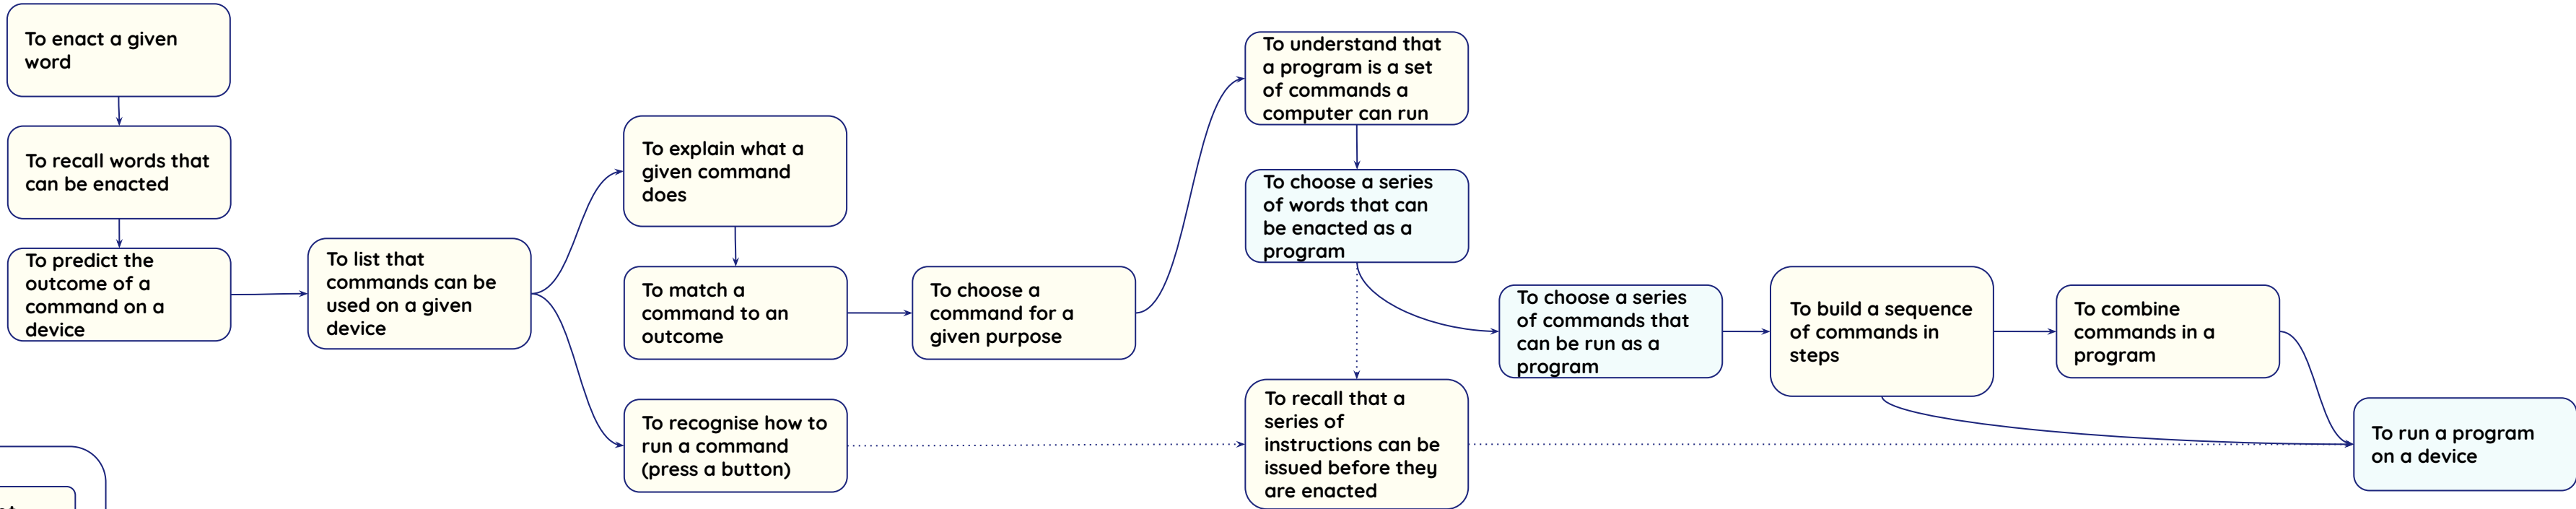 To enact a given
word
To recall words that
can be enacted
To predict the
outcome of a
command on a
device
To list that
commands can be
used on a given
device
To explain what a
given command
does
To match a
command to an
outcome
To recognise how to
run a command
(press a button)
To choose a
command for a
given purpose
To understand that
a program is a set
of commands a
computer can run
To choose a series
of words that can
be enacted as a
program
To recall that a
series of
instructions can be
issued before they
are enacted
To choose a series
of commands that
can be run as a
program
To build a sequence
of commands in
steps
To combine
commands in a
program
To run a program
on a device